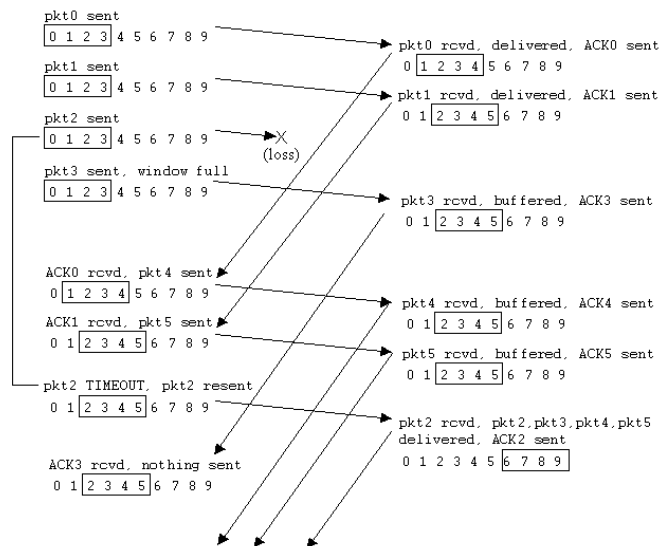 pkt0 sent
0 1 2 3 4 5 6 7 8 9
pkt0 rcvd, delivered, ACK0 sent
0 1 2 3 4 5 6 7 8 9
pkt1 sent
0 1 2 3 4 5 6 7 8 9
pkt1 rcvd, delivered, ACK1 sent
0 1 2 3 4 5 6 7 8 9
pkt2 sent
0 1 2 3 4 5 6 7 8 9
X
(loss)
pkt3 sent, window full
0 1 2 3 4 5 6 7 8 9
pkt3 rcvd, buffered, ACK3 sent
0 1 2 3 4 5 6 7 8 9
ACK0 rcvd, pkt4 sent
0 1 2 3 4 5 6 7 8 9
pkt4 rcvd, buffered, ACK4 sent
0 1 2 3 4 5 6 7 8 9
ACK1 rcvd, pkt5 sent
0 1 2 3 4 5 6 7 8 9
pkt5 rcvd, buffered, ACK5 sent
0 1 2 3 4 5 6 7 8 9
pkt2 TIMEOUT, pkt2 resent
0 1 2 3 4 5 6 7 8 9
pkt2 rcvd, pkt2,pkt3,pkt4,pkt5
delivered, ACK2 sent
0 1 2 3 4 5 6 7 8 9
ACK3 rcvd, nothing sent
0 1 2 3 4 5 6 7 8 9